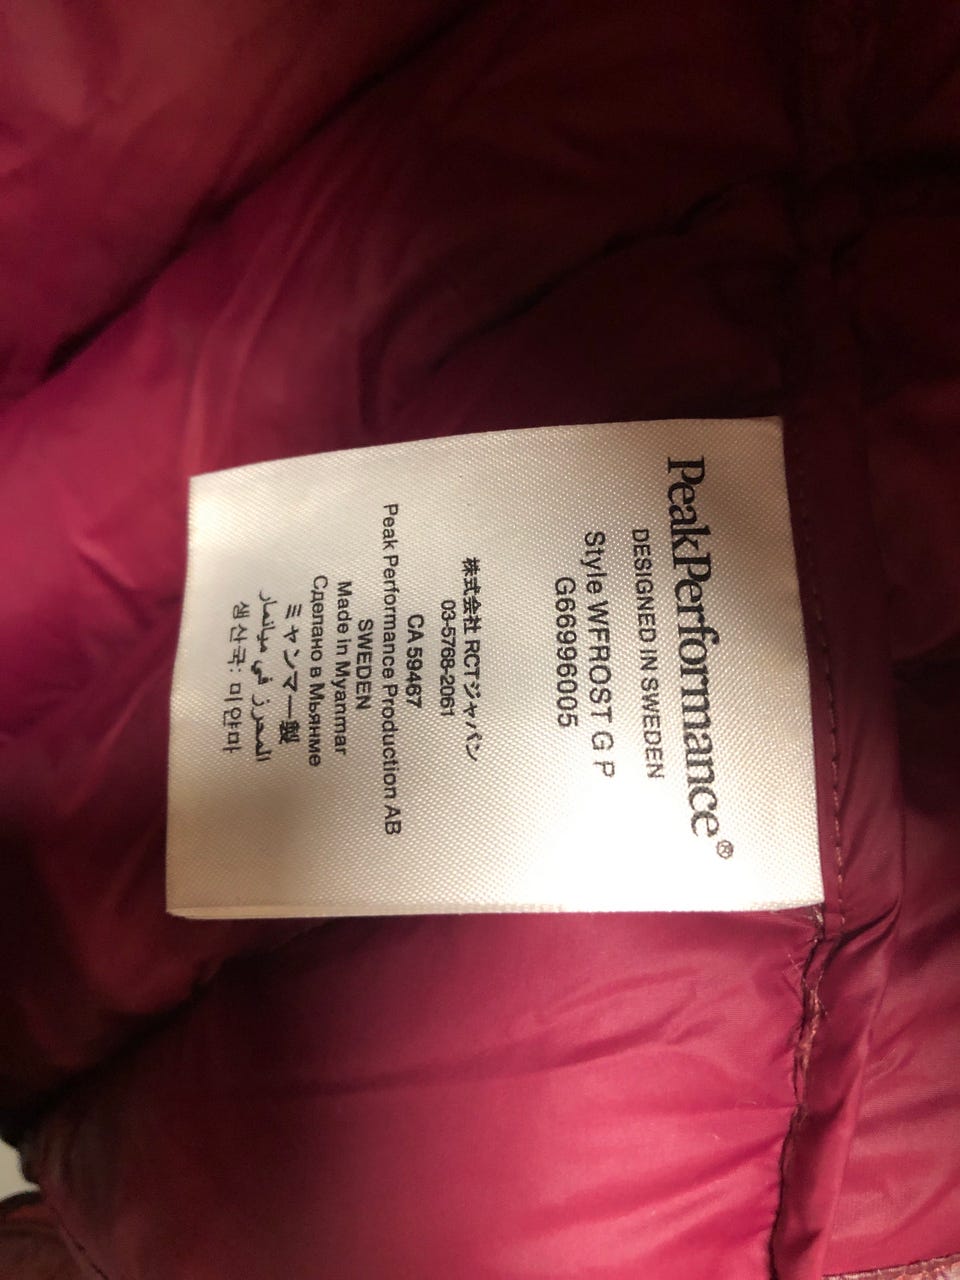 PeakPerformance®
DESIGNED IN SWEDEN
Style WFROST G P
G66996005
株式会社 RCTジャパン
03-5768-2061
CA 59467
Peak Performance Production AB
SWEDEN
Made in Myanmar
Сделано в Мьянме
ミャンマー製
المحرز في ميانمار
생산국: 미얀마